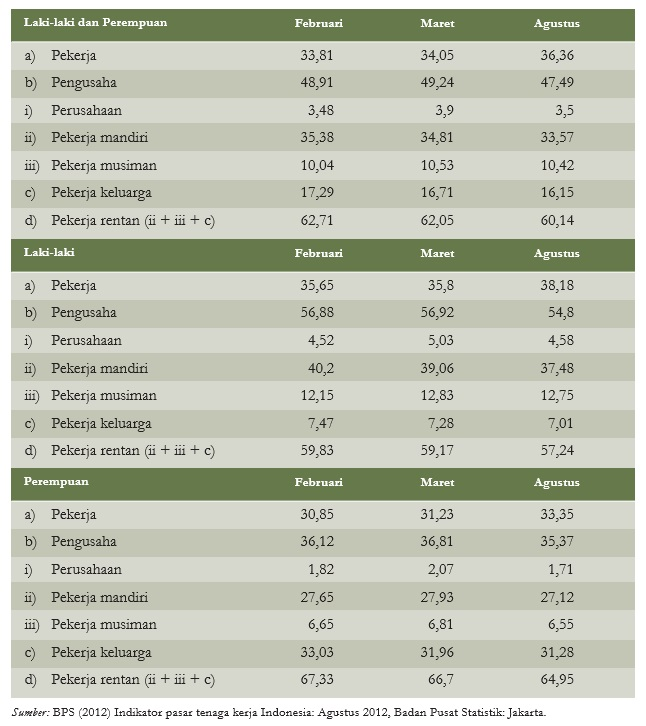 Laki-laki dan Perempuan Februari Maret Agustus
a) Pekerja 33,81 34,05 36,36
b) Pengusaha 48,91 49,24 47,49
i) Perusahaan 3,48 3,9 3,5
ii) Pekerja mandiri 35,38 34,81 33,57
iii) Pekerja musiman 10,04 10,53 10,42
c) Pekerja keluarga 17,29 16,71 16,15
d) Pekerja rentan (ii + iii + c) 62,71 62,05 60,14
Laki-laki Februari Maret Agustus
a) Pekerja 35,65 35,8 38,18
b) Pengusaha 56,88 56,92 54,8
i) Perusahaan 4,52 5,03 4,58
ii) Pekerja mandiri 40,2 39,06 37,48
iii) Pekerja musiman 12,15 12,83 12,75
c) Pekerja keluarga 7,47 7,28 7,01
d) Pekerja rentan (ii + iii + c) 59,83 59,17 57,24
Perempuan Februari Maret Agustus
a) Pekerja 30,85 31,23 33,35
b) Pengusaha 36,12 36,81 35,37
i) Perusahaan 1,82 2,07 1,71
ii) Pekerja mandiri 27,65 27,93 27,12
iii) Pekerja musiman 6,65 6,81 6,55
c) Pekerja keluarga 33,03 31,96 31,28
d) Pekerja rentan (ii + iii + c) 67,33 66,7 64,95
Sumber: BPS (2012) Indikator pasar tenaga kerja Indonesia: Agustus 2012, Badan Pusat Statistik: Jakarta.